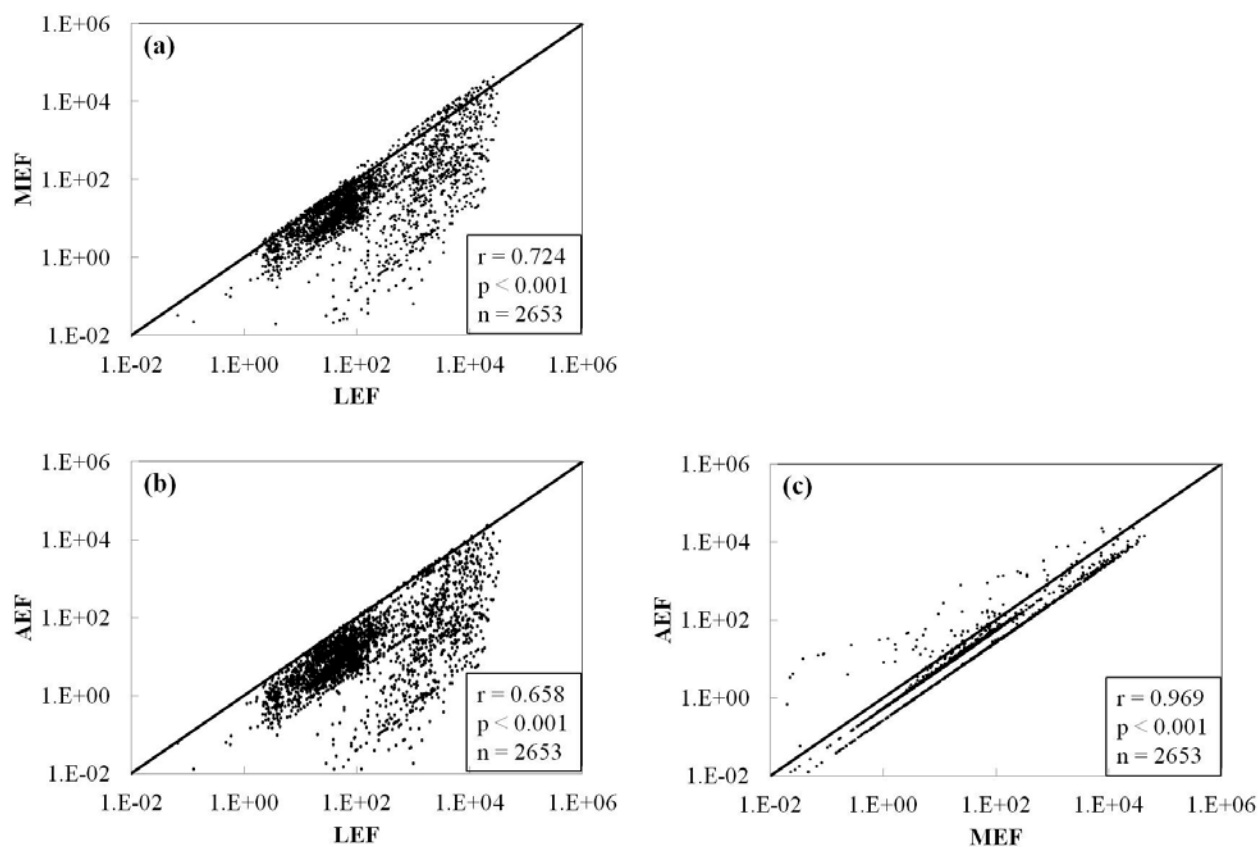 1.E+06
(a)
1.E+04
MEF
1.E+02
1.E+00
r = 0.724
p < 0.001
n = 2653
1.E-02
1.E-02 1.E+00 1.E+02 1.E+04 1.E+06
LEF
1.E+06
(b)
1.E+04
AEF
1.E+02
1.E+00
r = 0.658
p < 0.001
n = 2653
1.E-02
1.E-02 1.E+00 1.E+02 1.E+04 1.E+06
LEF
1.E+06
(c)
1.E+04
AEF
1.E+02
1.E+00
r = 0.969
p < 0.001
n = 2653
1.E-02
1.E-02 1.E+00 1.E+02 1.E+04 1.E+06
MEF